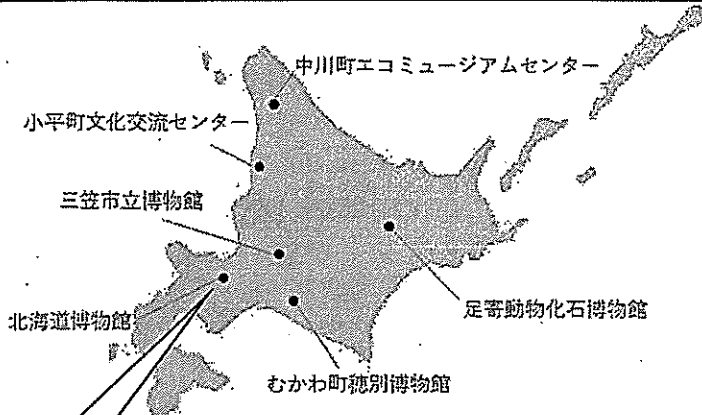 中川町エコミュージアムセンター
小平町文化交流センター
三笠市立博物館
北海道博物館
足寄動物化石博物館
むかわ町穂別博物館